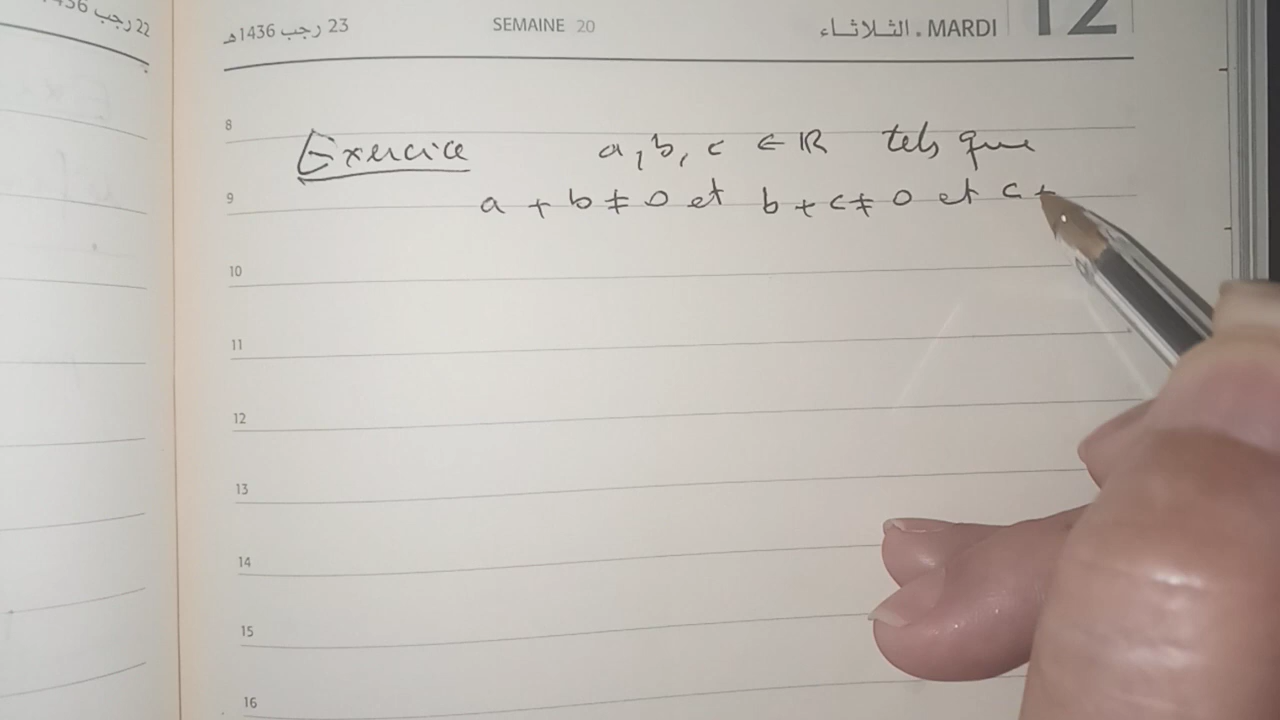 22 رجب 1436
23 رجب 1436هـ SEMAINE 20 الثلاثاء . MARDI 12
8
Exercice a, b, c ∈ ℝ tels que
9
a + b ≠ 0 et b + c ≠ 0 et c +
10
11
12
13
14
15
16